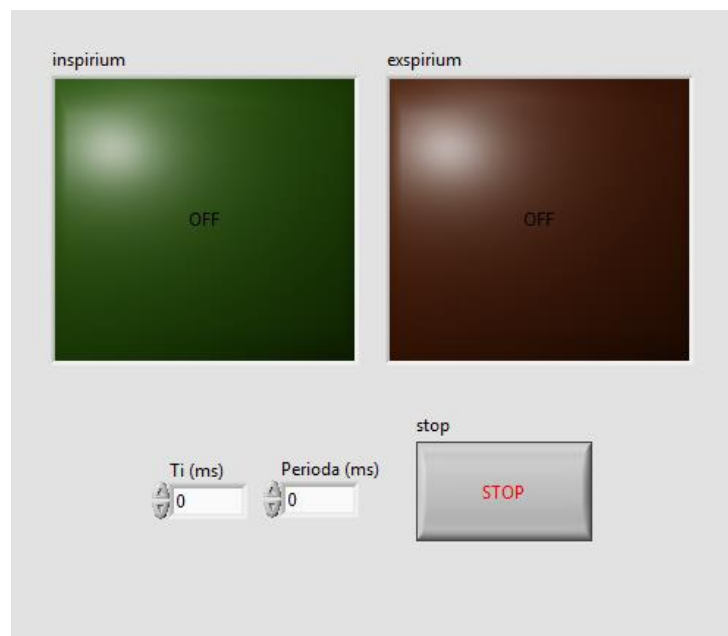 inspirium
exspirium
OFF
OFF
stop
Ti (ms)
Perioda (ms)
0
0
STOP